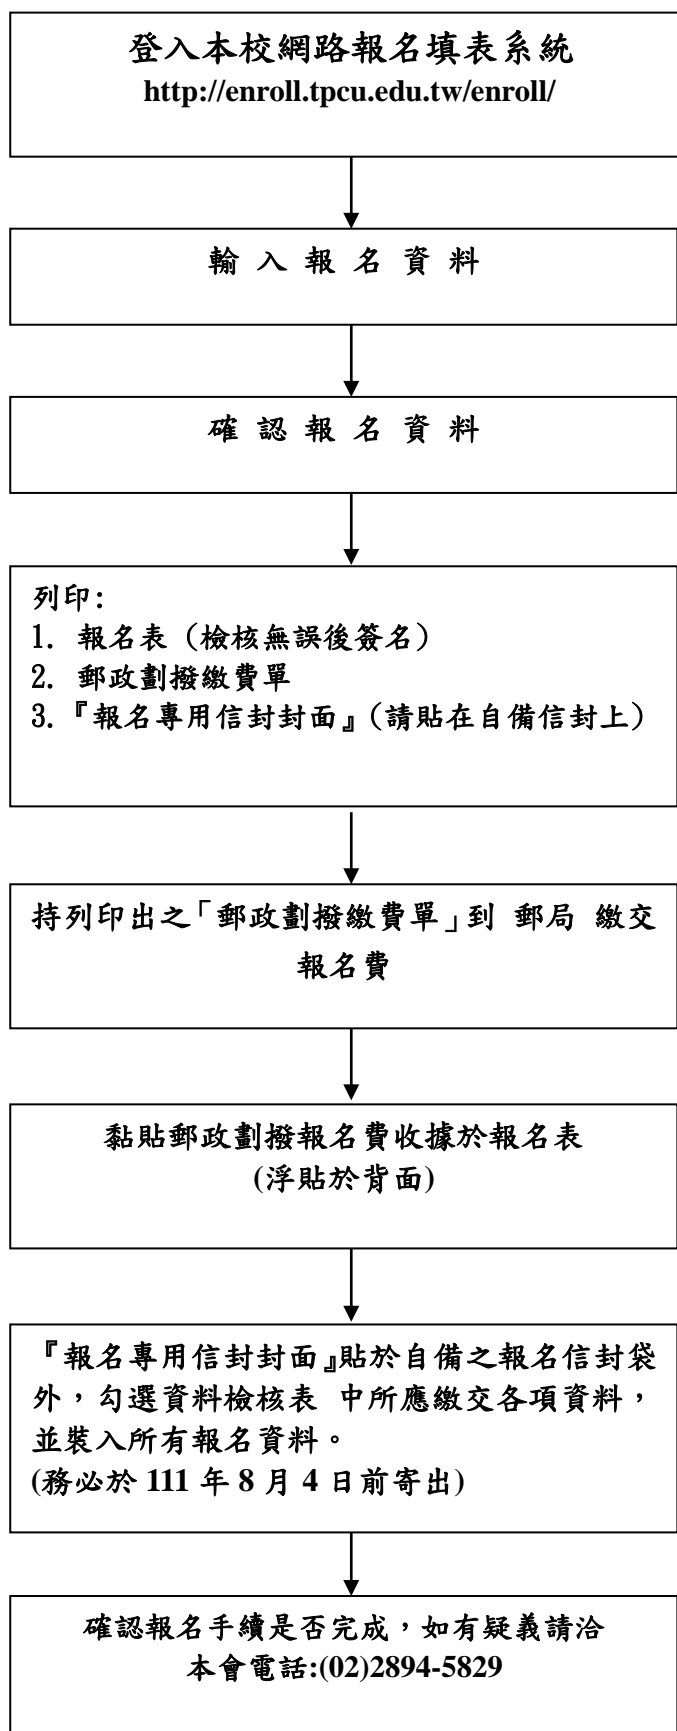 登入本校網路報名填表系統
http://enroll.tpcu.edu.tw/enroll/
輸 入 報 名 資 料
確 認 報 名 資 料
列印:
1. 報名表（檢核無誤後簽名）
2. 郵政劃撥繳費單
3.『報名專用信封封面』（請貼在自備信封上）
持列印出之「郵政劃撥繳費單」到 郵局 繳交
報名費
黏貼郵政劃撥報名費收據於報名表
(浮貼於背面)
『報名專用信封封面』貼於自備之報名信封袋
外，勾選資料檢核表 中所應繳交各項資料，
並裝入所有報名資料。
(務必於 111 年 8 月 4 日前寄出)
確認報名手續是否完成，如有疑義請洽
本會電話:(02)2894-5829